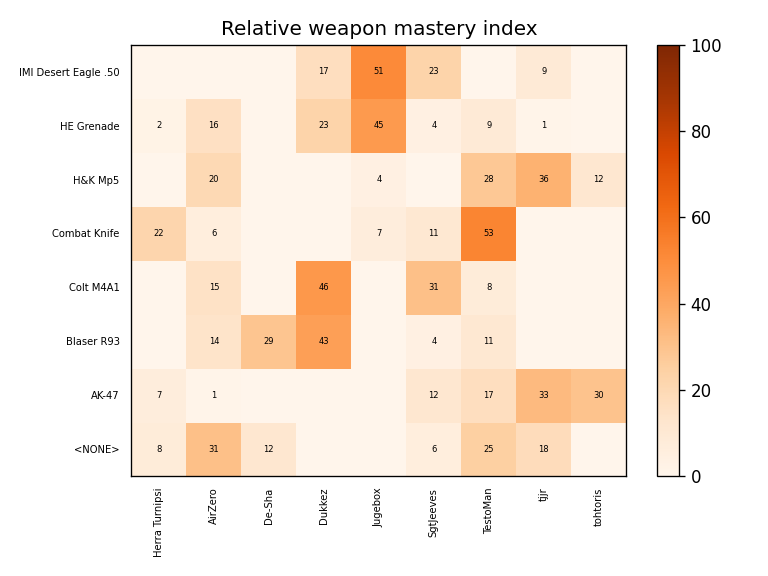 Relative weapon mastery index
IMI Desert Eagle .50 17 51 23 9
HE Grenade 2 16 23 45 4 9 1
H&K Mp5 20 4 28 36 12
Combat Knife 22 6 7 11 53
Colt M4A1 15 46 31 8
Blaser R93 14 29 43 4 11
AK-47 7 1 12 17 33 30
<NONE> 8 31 12 6 25 18
Herra Turnipsi
AirZero
De-Sha
Dukkez
Jugebox
SgtJeeves
TestoMan
tjjr
tohtoris
100
80
60
40
20
0